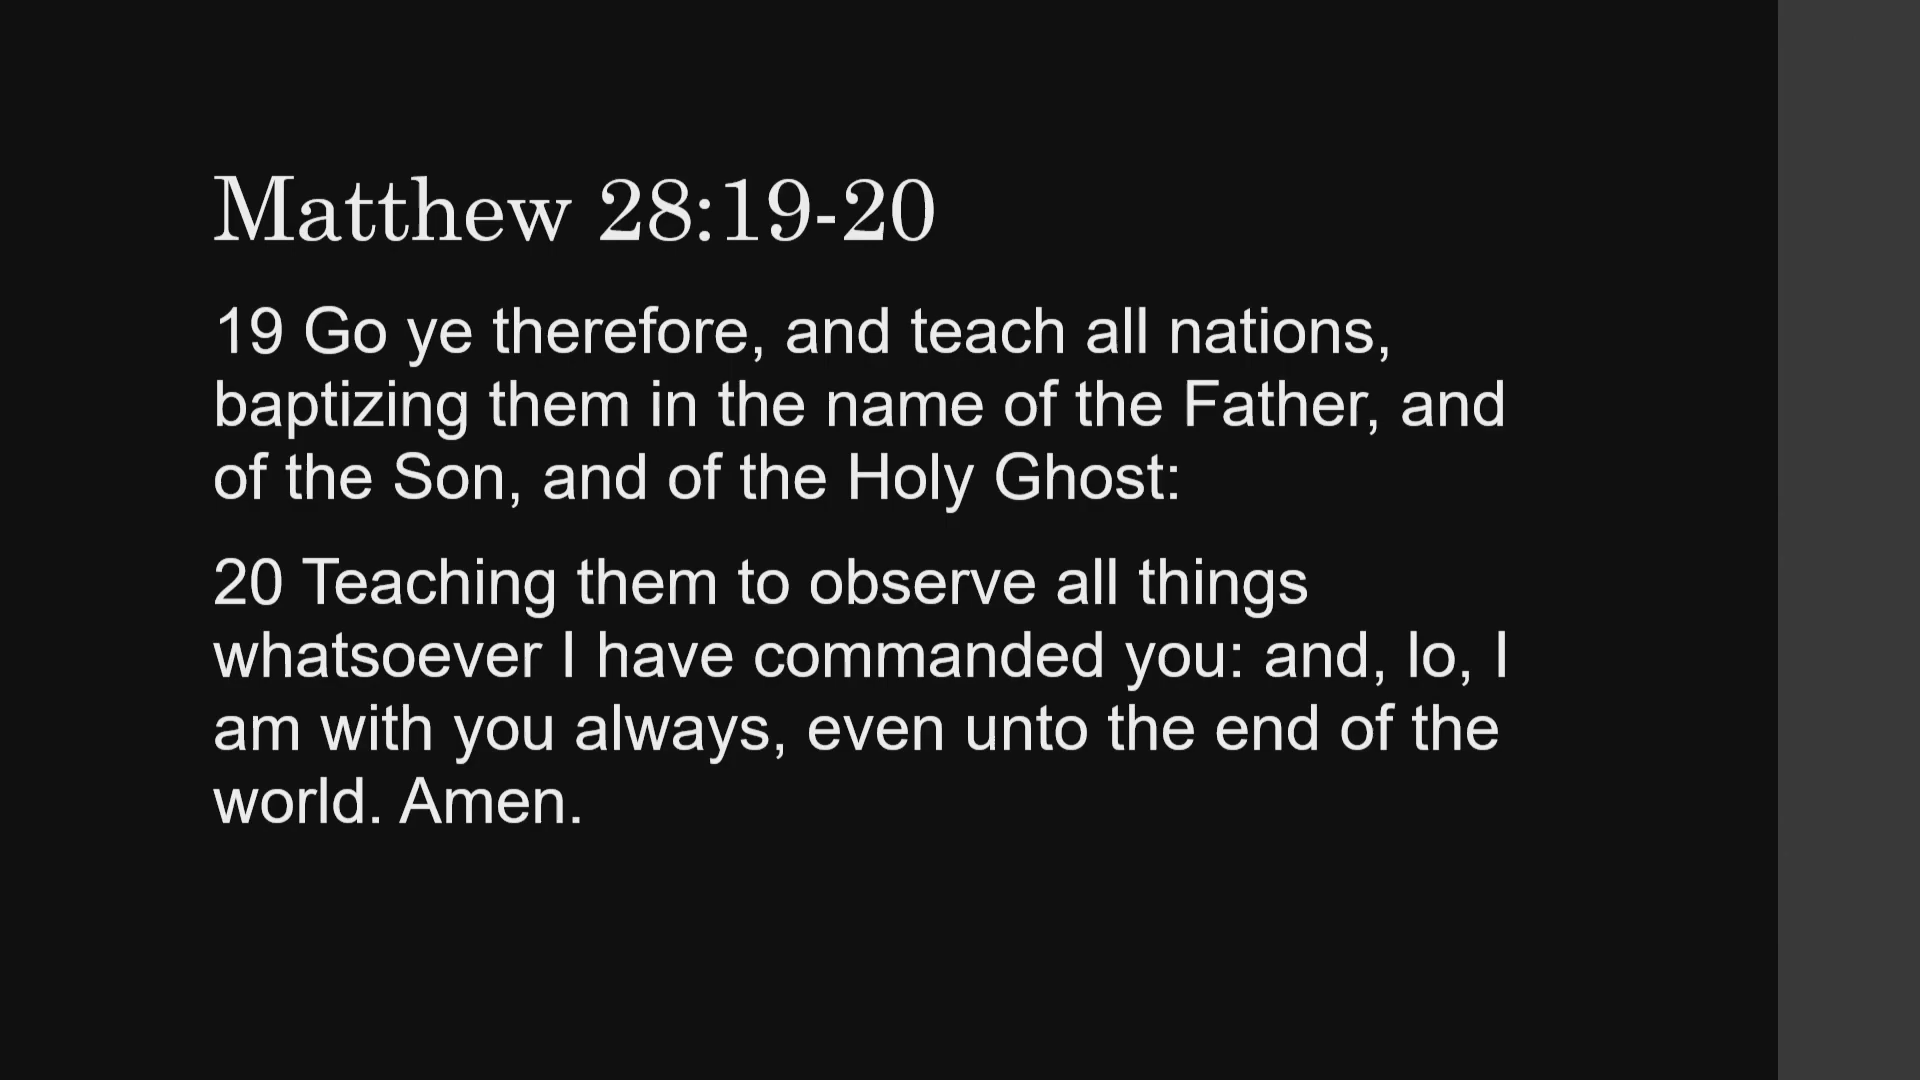 Matthew 28:19-20
19 Go ye therefore, and teach all nations,
baptizing them in the name of the Father, and
of the Son, and of the Holy Ghost:
20 Teaching them to observe all things
whatsoever I have commanded you: and, lo, I
am with you always, even unto the end of the
world. Amen.